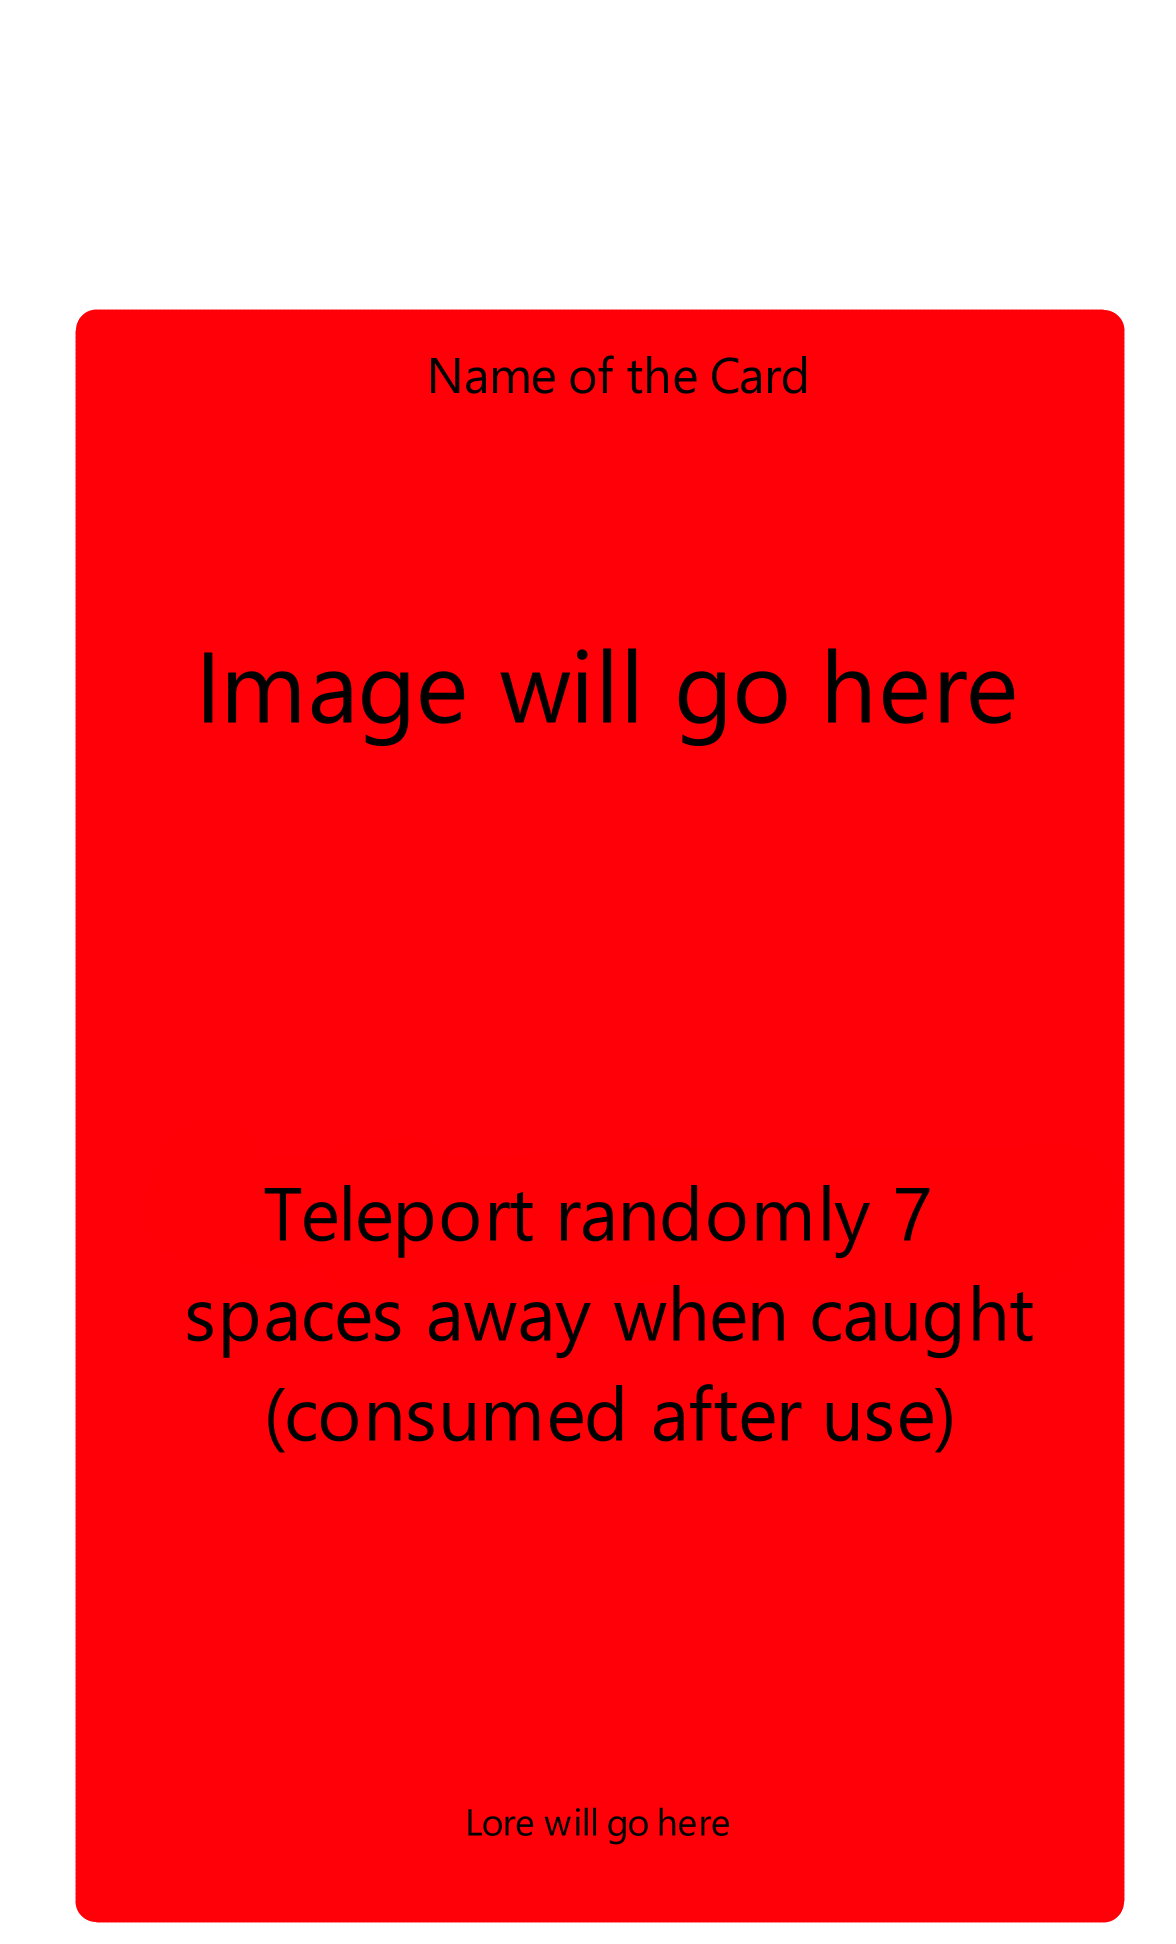 Name of the Card
Image will go here
Teleport randomly 7
spaces away when caught
(consumed after use)
Lore will go here